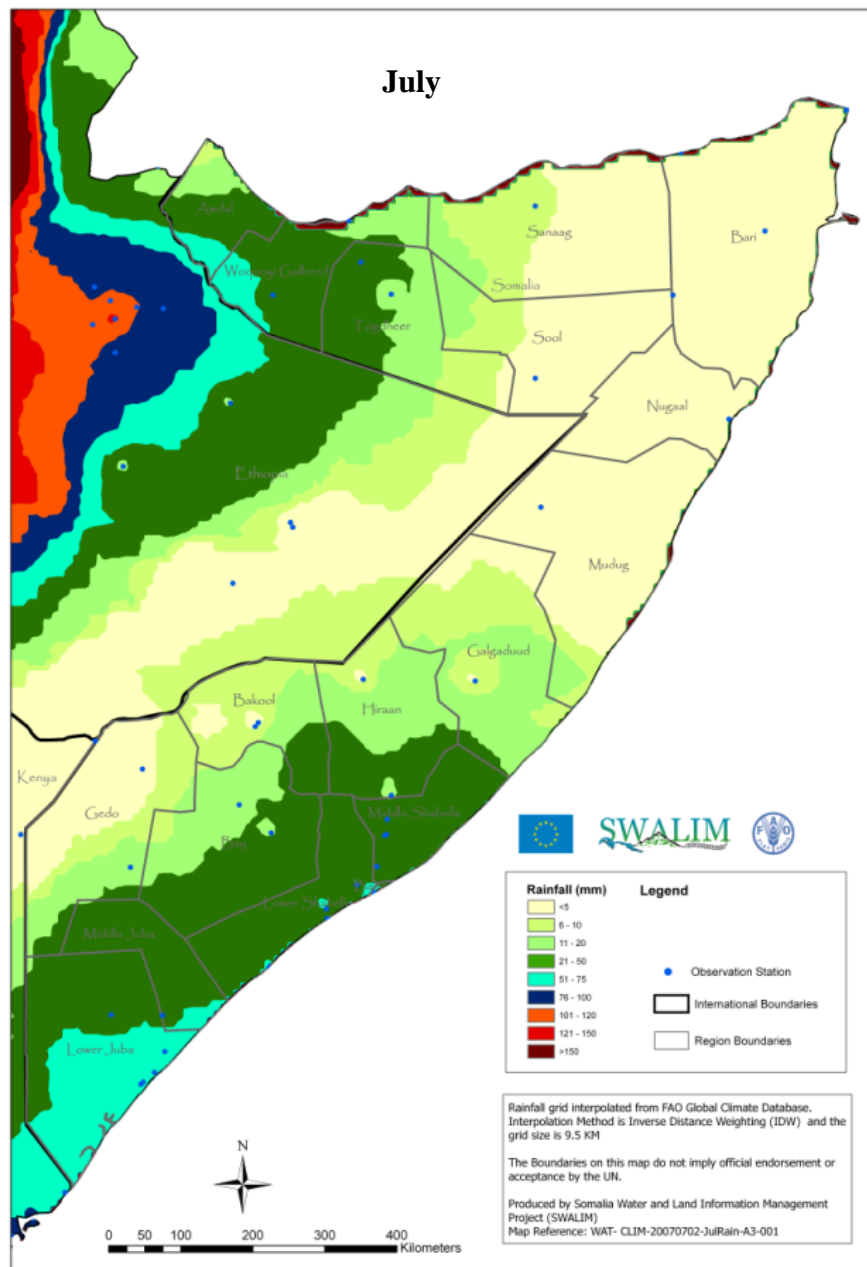 July
Awdal
Sanaag
Bari
Woqooyi Galbeed
Somalia
Togdheer
Sool
Nugaal
Ethiopia
Mudug
Galgaduud
Bakool
Hiraan
Kenya
Gedo
Middle Shabelle
Bay
Lower Shabelle
Middle Juba
Lower Juba
SWALIM
FAO
FIAT PANIS
Rainfall (mm)
Legend
<5
6 - 10
11 - 20
21 - 50
51 - 75
76 - 100
101 - 120
121 - 150
>150
Observation Station
International Boundaries
Region Boundaries
Rainfall grid interpolated from FAO Global Climate Database.
Interpolation Method is Inverse Distance Weighting (IDW) and the
grid size is 9.5 KM
The Boundaries on this map do not imply official endorsement or
acceptance by the UN.
Produced by Somalia Water and Land Information Management
Project (SWALIM)
Map Reference: WAT- CLIM-20070702-JulRain-A3-001
N
0 25 50 100 200 300 400
Kilometers